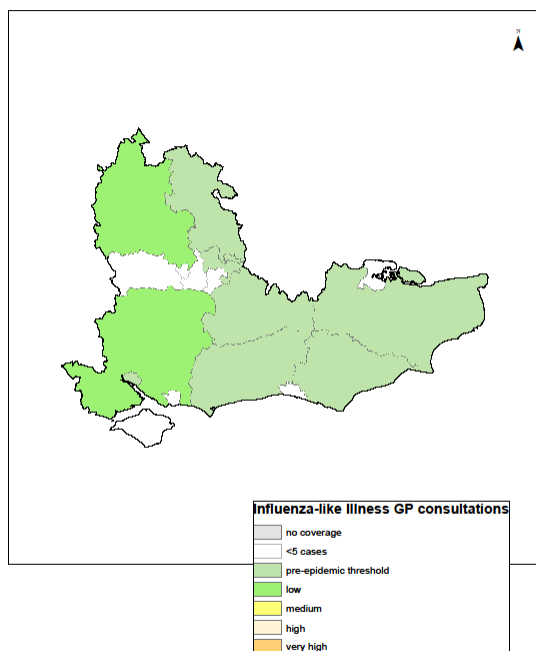 N
Influenza-like Illness GP consultations
no coverage
<5 cases
pre-epidemic threshold
low
medium
high
very high